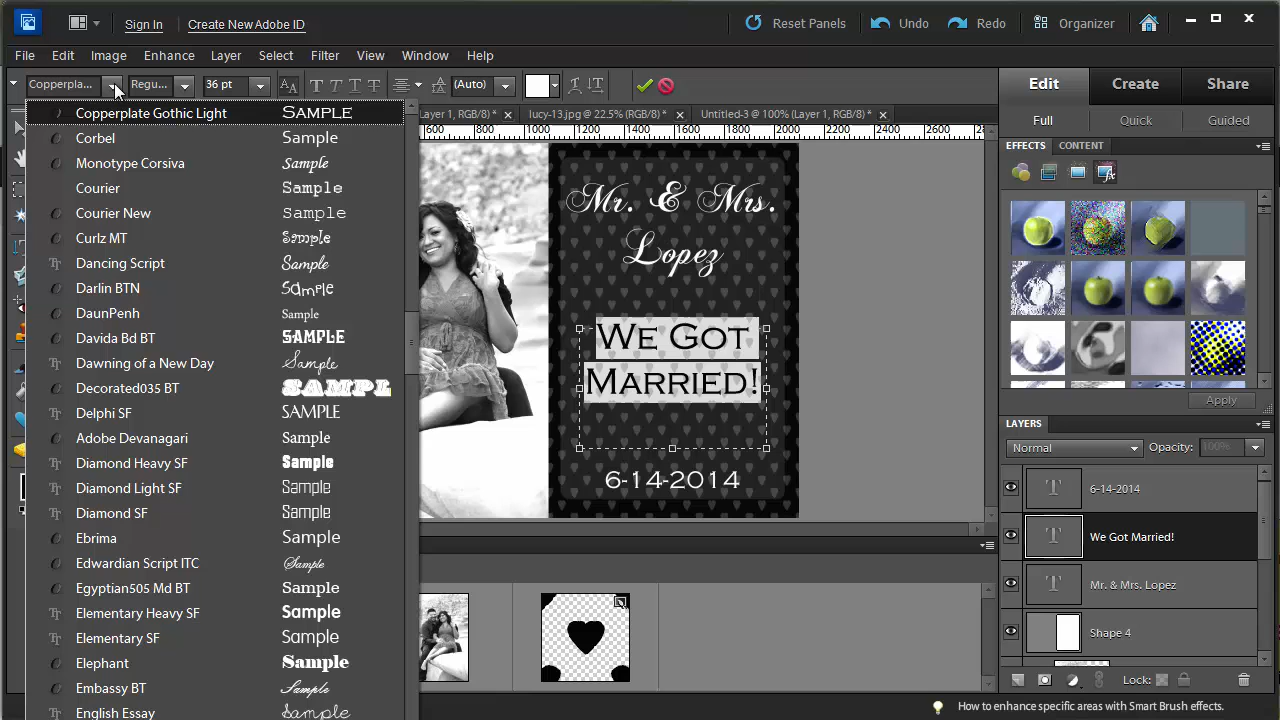 Sign In
Create New Adobe ID
Reset Panels
Undo
Redo
Organizer
File Edit Image Enhance Layer Select Filter View Window Help
Copperpla... Regu... 36 pt (Auto)
Edit Create Share
Full Quick Guided
Layer 1, RGB/8) * lucy-13.jpg @ 22.5% (RGB/8) * Untitled-3 @ 100% (Layer 1, RGB/8) *
600 1200 1400 1600 1800 2000 2200 2400 2600
EFFECTS CONTENT
Copperplate Gothic Light SAMPLE
Corbel Sample
Monotype Corsiva Sample
Courier Sample
Courier New Sample
Curlz MT Sample
Dancing Script Sample
Darlin BTN Sample
DaunPenh Sample
Davida Bd BT SAMPLE
Dawning of a New Day Sample
Decorated035 BT SAMPL
Delphi SF SAMPLE
Adobe Devanagari Sample
Diamond Heavy SF Sample
Diamond Light SF Sample
Diamond SF Sample
Ebrima Sample
Edwardian Script ITC Sample
Egyptian505 Md BT Sample
Elementary Heavy SF Sample
Elementary SF Sample
Elephant Sample
Embassy BT Sample
English Essay Sample
Mr. & Mrs.
Lopez
We Got
Married!
6-14-2014
Apply
LAYERS
Normal Opacity: 100%
T 6-14-2014
T We Got Married!
T Mr. & Mrs. Lopez
Shape 4
Lock:
How to enhance specific areas with Smart Brush effects.